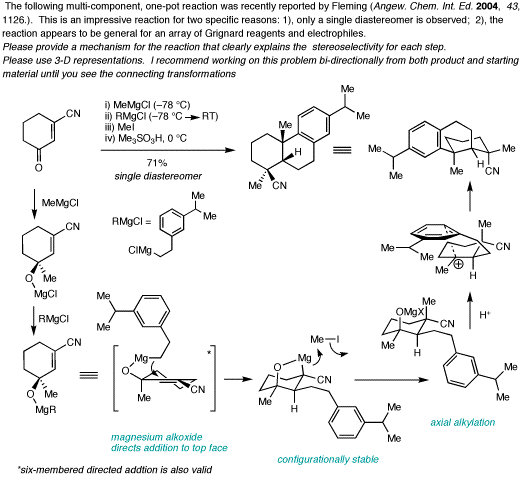 The following multi-component, one-pot reaction was recently reported by Fleming (Angew. Chem. Int. Ed. 2004, 43,
1126.). This is an impressive reaction for two specific reasons: 1), only a single diastereomer is observed; 2), the
reaction appears to be general for an array of Grignard reagents and electrophiles.
Please provide a mechanism for the reaction that clearly explains the stereoselectivity for each step.
Please use 3-D representations. I recommend working on this problem bi-directionally from both product and starting
material until you see the connecting transformations
CN
O
i) MeMgCl (–78 °C)
ii) RMgCl (–78 °C → RT)
iii) MeI
iv) Me3SO3H, 0 °C
71%
single diastereomer
Me
H
Me
CN
≡
Me
H
Me
CN
MeMgCl
RMgCl =
ClMg
CN
Me
O
MgCl
RMgCl
CN
Me
O
MgR
≡
Mg
O
Me
CN
*
magnesium alkoxide
directs addition to top face
Mg
O
Me
H
CN
Me—I
configurationally stable
OMgX
Me
CN
Me
H
axial alkylation
H+
CN
Me
⊕
H
*six-membered directed addtion is also valid